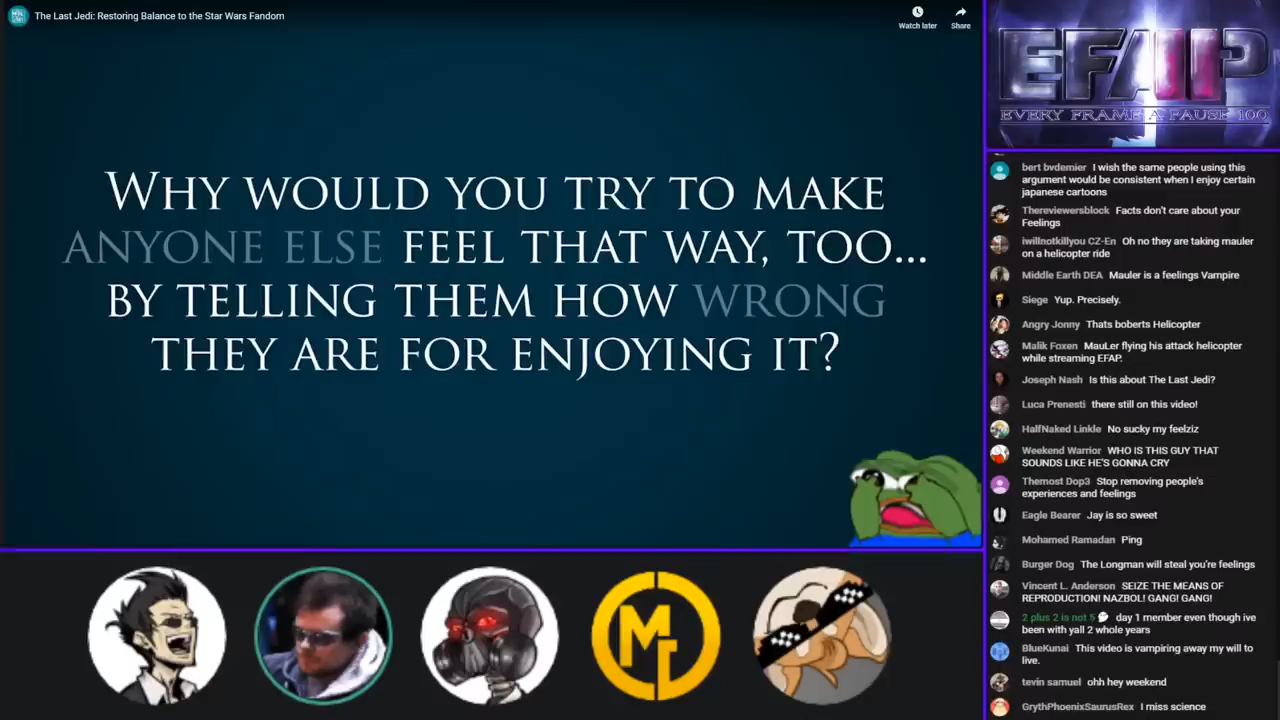 The Last Jedi: Restoring Balance to the Star Wars Fandom
Watch later
Share
WHY WOULD YOU TRY TO MAKE
ANYONE ELSE FEEL THAT WAY, TOO...
BY TELLING THEM HOW WRONG
THEY ARE FOR ENJOYING IT?
EFAP
EVERY FRAME A PAUSE 100
bert bvdemier I wish the same people using this
argument would be consistent when I enjoy certain
japanese cartoons
Thereviewersblock Facts don't care about your
Feelings
iwillnotkillyou CZ-En Oh no they are taking mauler
on a helicopter ride
Middle Earth DEA Mauler is a feelings Vampire
Siege Yup. Precisely.
Angry Jonny Thats boberts Helicopter
Malik Foxen MauLer flying his attack helicopter
while streaming EFAP.
Joseph Nash Is this about The Last Jedi?
Luca Prenesti there still on this video!
HalfNaked Linkle No sucky my feelziz
Weekend Warrior WHO IS THIS GUY THAT
SOUNDS LIKE HE'S GONNA CRY
Themost Dop3 Stop removing people's
experiences and feelings
Eagle Bearer Jay is so sweet
Mohamed Ramadan Ping
Burger Dog The Longman will steal you're feelings
Vincent L. Anderson SEIZE THE MEANS OF
REPRODUCTION! NAZBOL! GANG! GANG!
2 plus 2 is not 5 day 1 member even though ive
been with yall 2 whole years
BlueKunai This video is vampiring away my will to
live.
tevin samuel ohh hey weekend
GrythPhoenixSaurusRex I miss science